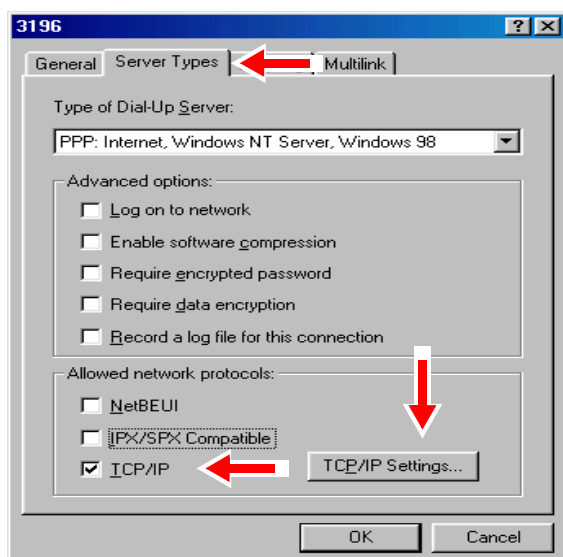 3196
General Server Types Multilink
Type of Dial-Up Server:
PPP: Internet, Windows NT Server, Windows 98
Advanced options:
Log on to network
Enable software compression
Require encrypted password
Require data encryption
Record a log file for this connection
Allowed network protocols:
NetBEUI
IPX/SPX Compatible
TCP/IP
TCP/IP Settings...
OK Cancel